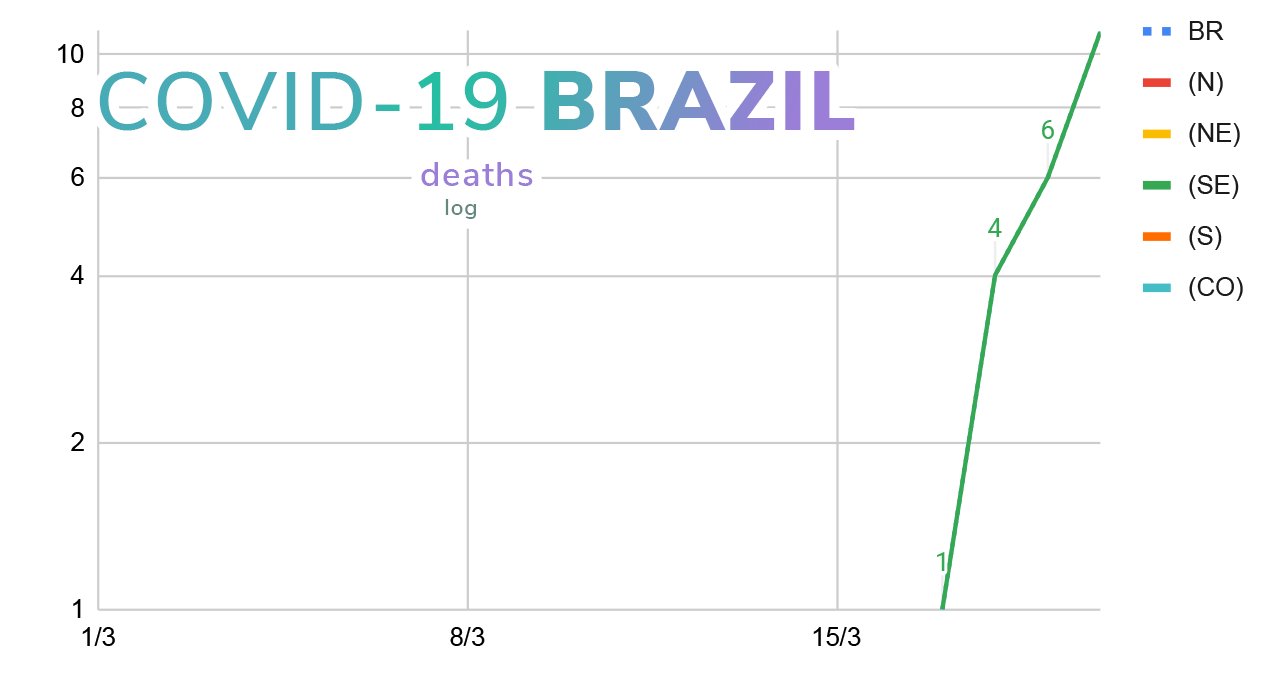 COVID-19 BRAZIL
deaths
log
10
8
6
4
2
1
1/3
8/3
15/3
1
4
6
BR
(N)
(NE)
(SE)
(S)
(CO)